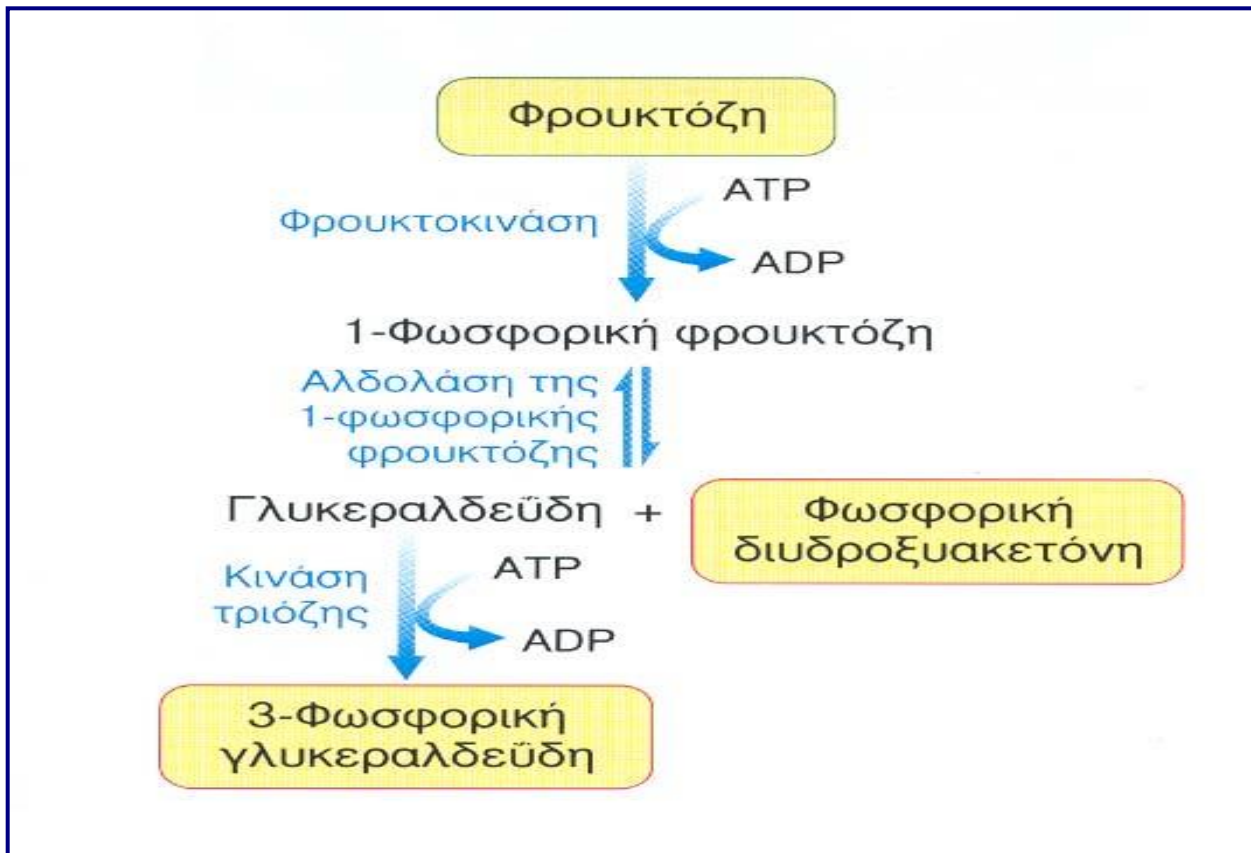 Φρουκτόζη
ATP
Φρουκτοκινάση
ADP
1-Φωσφορική φρουκτόζη
Αλδολάση της
1-φωσφορικής
φρουκτόζης
Γλυκεραλδεΰδη +
Φωσφορική
διυδροξυακετόνη
Κινάση
τριόζης
ATP
ADP
3-Φωσφορική
γλυκεραλδεΰδη